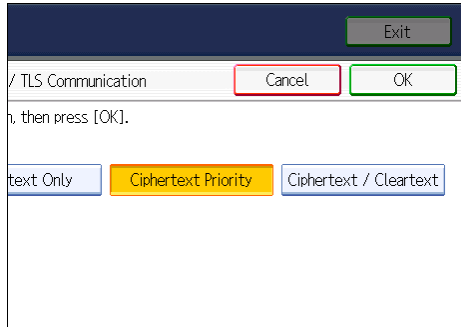 Exit
/ TLS Communication Cancel OK
n, then press [OK].
text Only Ciphertext Priority Ciphertext / Cleartext